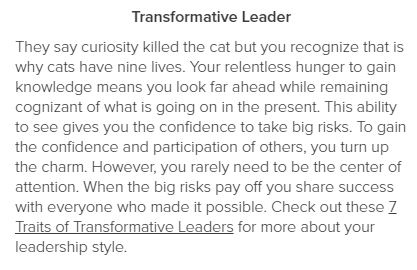 Transformative Leader
They say curiosity killed the cat but you recognize that is
why cats have nine lives. Your relentless hunger to gain
knowledge means you look far ahead while remaining
cognizant of what is going on in the present. This ability
to see gives you the confidence to take big risks. To gain
the confidence and participation of others, you turn up
the charm. However, you rarely need to be the center of
attention. When the big risks pay off you share success
with everyone who made it possible. Check out these 7
Traits of Transformative Leaders for more about your
leadership style.